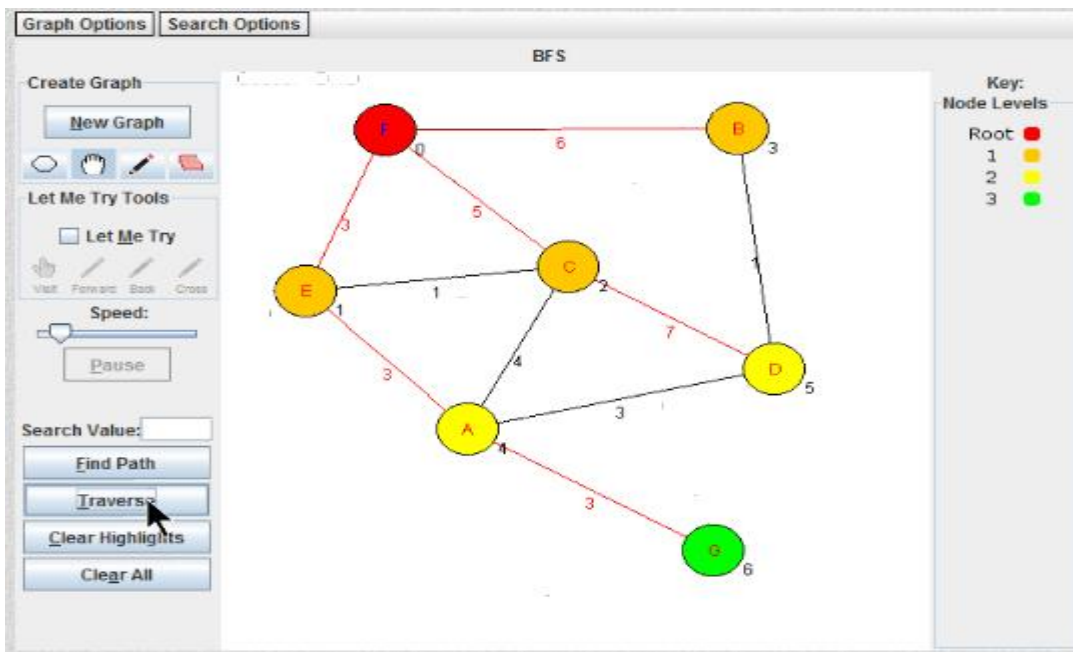 Graph Options Search Options
BFS
Create Graph
New Graph
Let Me Try Tools
Let Me Try
Visit Forward Back Cross
Speed:
Pause
Search Value:
Find Path
Traverse
Clear Highlights
Clear All
F
0
6
B
3
3
5
C
2
1
E
1
1
7
4
D
5
3
3
A
4
3
G
6
Key:
Node Levels
Root
1
2
3